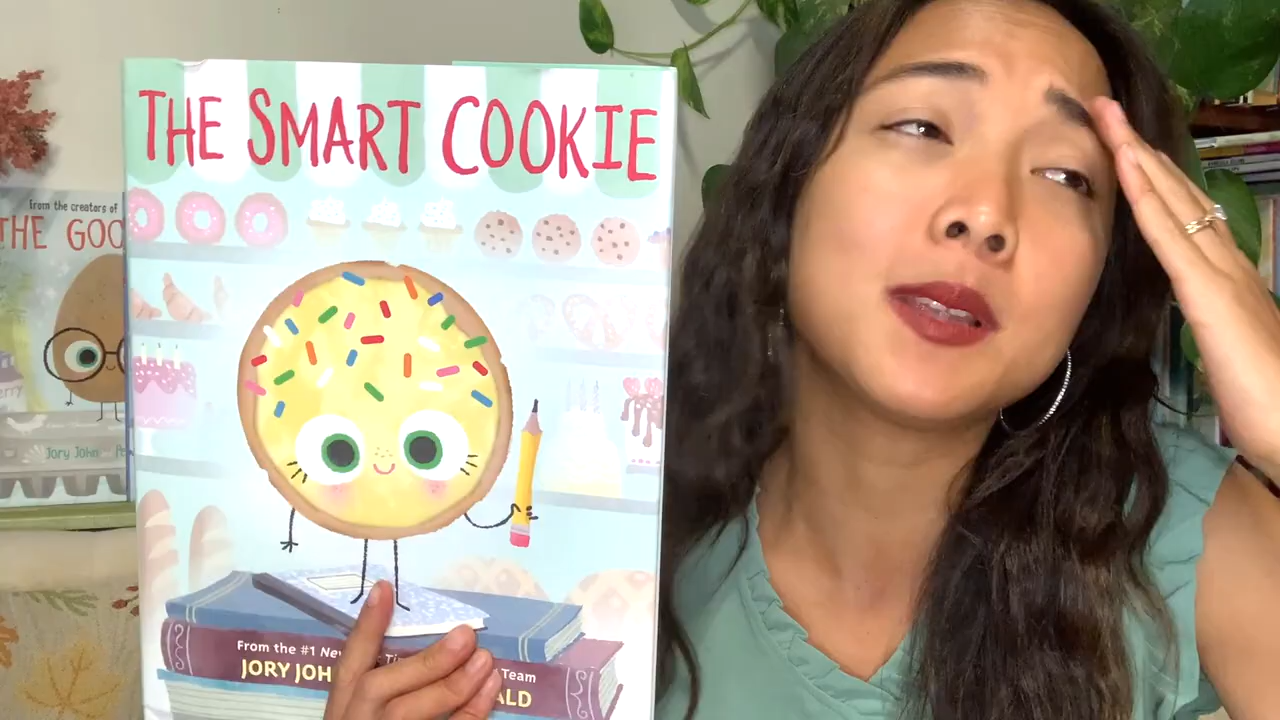 THE SMART COOKIE
from the creators of
THE GOO
Jory John
From the #1 New Ti Team
JORY JOH ALD